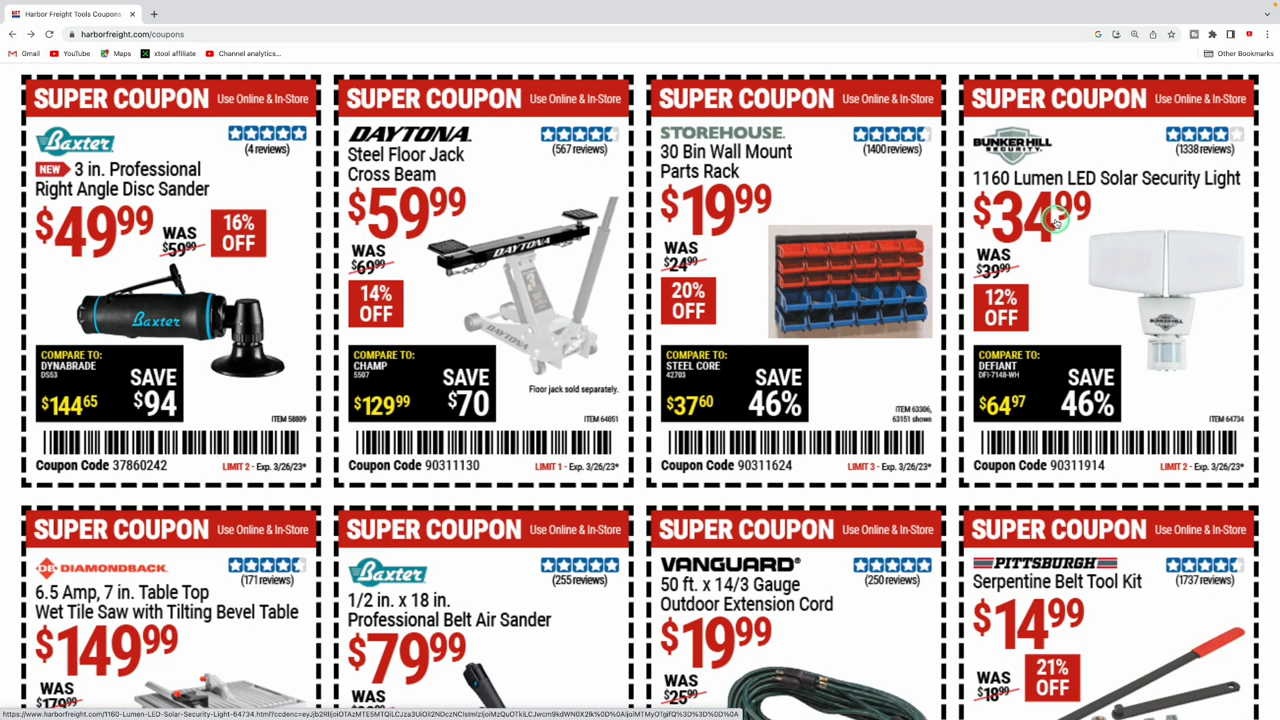 Harbor Freight Tools Coupons
harborfreight.com/coupons
Gmail YouTube Maps xtool affiliate Channel analytics... Other Bookmarks
SUPER COUPON Use Online & In-Store
Baxter
(4 reviews)
NEW 3 in. Professional
Right Angle Disc Sander
$49.99
WAS
$59.99
16%
OFF
Baxter
COMPARE TO:
DYNABRADE
DS53
$144.65
SAVE
$94
ITEM 58809
Coupon Code 37860242 LIMIT 2 - Exp. 3/26/23*
SUPER COUPON Use Online & In-Store
DAYTONA.
(567 reviews)
Steel Floor Jack
Cross Beam
$59.99
WAS
$69.99
14%
OFF
DAYTONA
DAYTONA
COMPARE TO:
CHAMP
5507
$129.99
SAVE
$70
Floor jack sold separately.
ITEM 64051
Coupon Code 90311130 LIMIT 1 - Exp. 3/26/23*
SUPER COUPON Use Online & In-Store
STOREHOUSE.
(1400 reviews)
30 Bin Wall Mount
Parts Rack
$19.99
WAS
$24.99
20%
OFF
COMPARE TO:
STEEL CORE
42703
$37.60
SAVE
46%
ITEM 63306,
63151 shown
Coupon Code 90311624 LIMIT 3 - Exp. 3/26/23*
SUPER COUPON Use Online & In-Store
BUNKER HILL
SECURITY.
(1338 reviews)
1160 Lumen LED Solar Security Light
$34.99
WAS
$39.99
12%
OFF
BUNKER HILL
COMPARE TO:
DEFIANT
DFI-7148-WH
$64.97
SAVE
46%
ITEM 64734
Coupon Code 90311914 LIMIT 2 - Exp. 3/26/23*
SUPER COUPON Use Online & In-Store
DIAMONDBACK
(171 reviews)
6.5 Amp, 7 in. Table Top
Wet Tile Saw with Tilting Bevel Table
$149.99
WAS
$179.99
SUPER COUPON Use Online & In-Store
Baxter
(255 reviews)
1/2 in. x 18 in.
Professional Belt Air Sander
$79.99
WAS
SUPER COUPON Use Online & In-Store
VANGUARD®
(250 reviews)
50 ft. x 14/3 Gauge
Outdoor Extension Cord
$19.99
WAS
$25.99
SUPER COUPON Use Online & In-Store
PITTSBURGH
(1737 reviews)
Serpentine Belt Tool Kit
$14.99
WAS
$18.99
21%
OFF